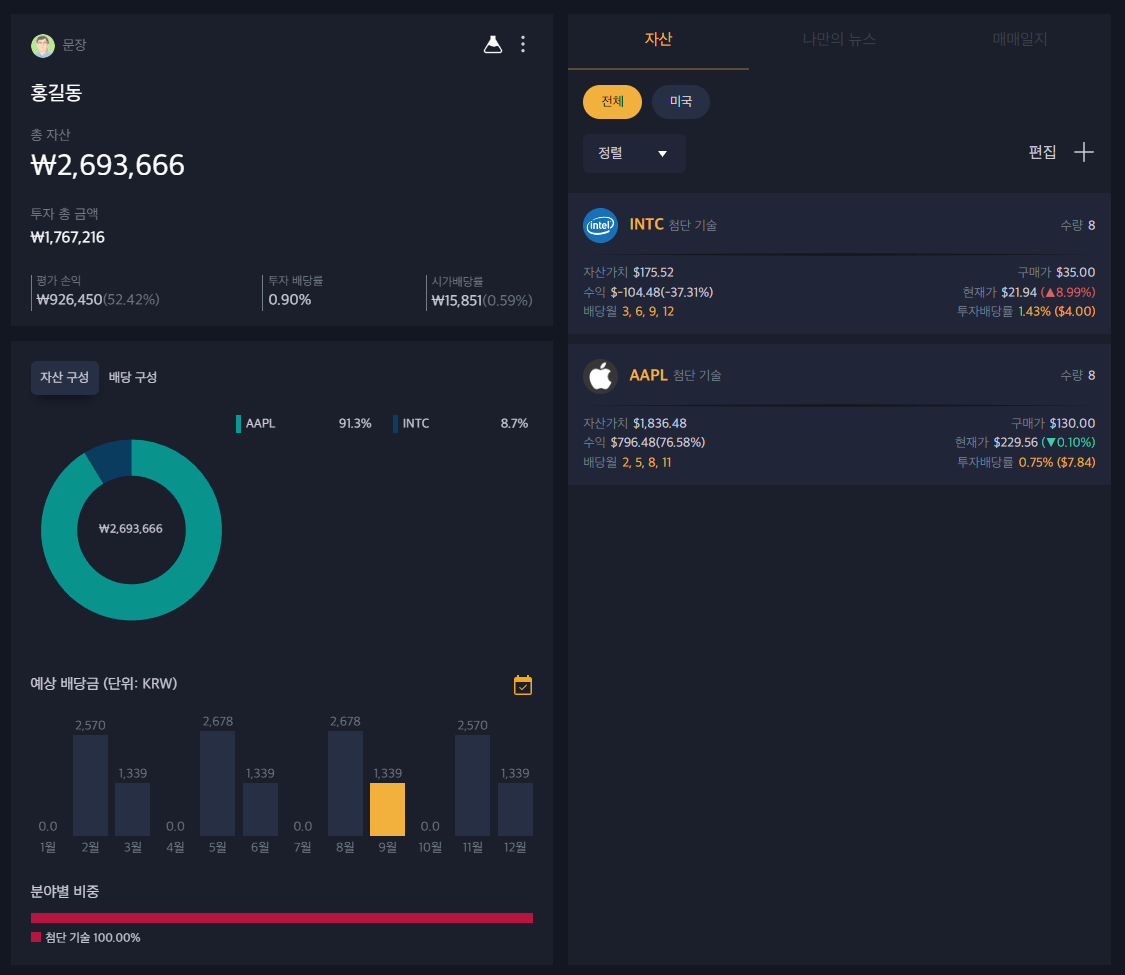 문장
홍길동
총 자산
₩2,693,666
투자 총 금액
₩1,767,216
평가 손익
₩926,450(52.42%)
투자 배당률
0.90%
시가배당률
₩15,851(0.59%)
자산 구성 배당 구성
AAPL 91.3% INTC 8.7%
₩2,693,666
예상 배당금 (단위: KRW)
0.0 2,570 1,339 0.0 2,678 1,339 0.0 2,678 1,339 0.0 2,570 1,339
1월 2월 3월 4월 5월 6월 7월 8월 9월 10월 11월 12월
분야별 비중
첨단 기술 100.00%
자산 나만의 뉴스 매매일지
전체 미국
정렬 ▼ 편집 +
intel INTC 첨단 기술 수량 8
자산가치 $175.52 구매가 $35.00
수익 $-104.48(-37.31%) 현재가 $21.94 (▲8.99%)
배당월 3, 6, 9, 12 투자배당률 1.43% ($4.00)
AAPL 첨단 기술 수량 8
자산가치 $1,836.48 구매가 $130.00
수익 $796.48(76.58%) 현재가 $229.56 (▼0.10%)
배당월 2, 5, 8, 11 투자배당률 0.75% ($7.84)